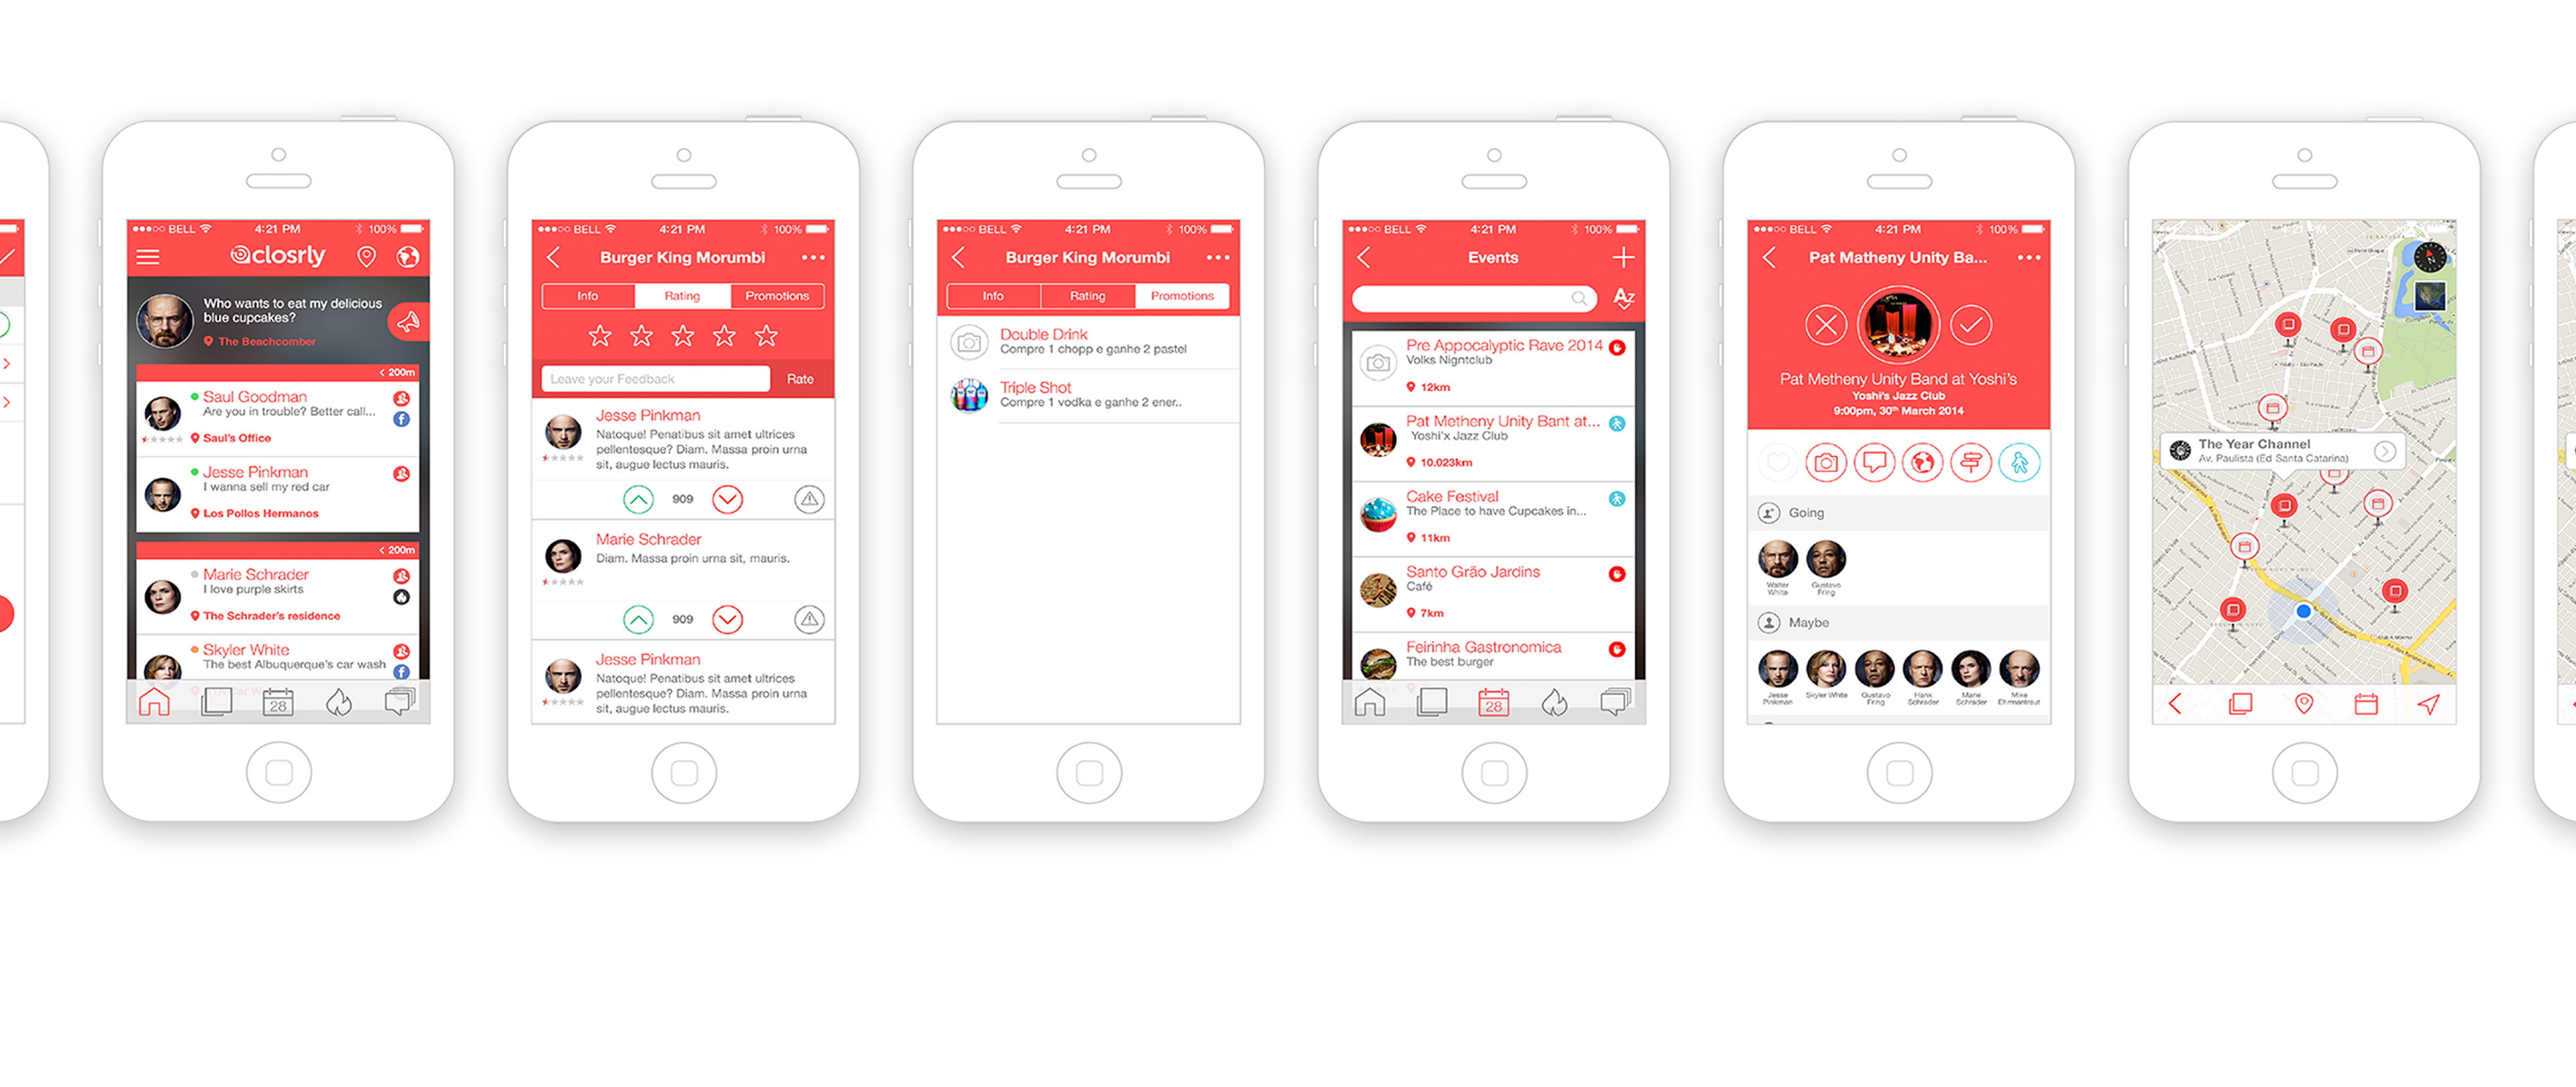 BELL
4:21 PM
100%
closrly
Who wants to eat my delicious
blue cupcakes?
The Beachcomber
< 200m
Saul Goodman
Are you in trouble? Better call...
Saul's Office
Jesse Pinkman
I wanna sell my red car
Los Pollos Hermanos
< 200m
Marie Schrader
I love purple skirts
The Schrader's residence
Skyler White
The best Albuquerque's car wash
28
BELL
4:21 PM
100%
Burger King Morumbi
Info
Rating
Promotions
Leave your Feedback
Rate
Jesse Pinkman
Natoque! Penatibus sit amet ultrices
pellentesque? Diam. Massa proin urna
sit, augue lectus mauris.
909
Marie Schrader
Diam. Massa proin urna sit, mauris.
909
Jesse Pinkman
Natoque! Penatibus sit amet ultrices
pellentesque? Diam. Massa proin urna
sit, augue lectus mauris.
BELL
4:21 PM
100%
Burger King Morumbi
Info
Rating
Promotions
Double Drink
Compre 1 chopp e ganhe 2 pastel
Triple Shot
Compre 1 vodka e ganhe 2 ener..
BELL
4:21 PM
100%
Events
AZ
Pre Appocalyptic Rave 2014
Volks Nigntclub
12km
Pat Metheny Unity Bant at...
Yoshi'x Jazz Club
10.023km
Cake Festival
The Place to have Cupcakes in...
11km
Santo Grão Jardins
Café
7km
Feirinha Gastronomica
The best burger
28
BELL
4:21 PM
100%
Pat Matheny Unity Ba...
Pat Metheny Unity Band at Yoshi's
Yoshi's Jazz Club
9:00pm, 30th March 2014
Going
Walter
White
Gustavo
Fring
Maybe
Jesse
Pinkman
Skyler White
Gustavo
Fring
Hank
Schrader
Marie
Schrader
Mike
Ehrmantraut
The Year Channel
Av. Paulista (Ed Santa Catarina)